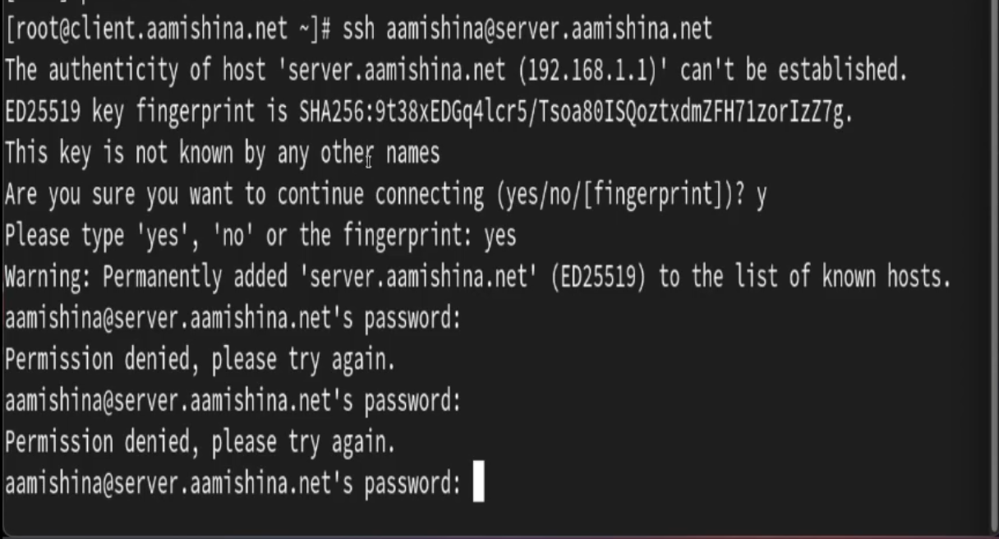 [root@client.aamishina.net ~]# ssh aamishina@server.aamishina.net
The authenticity of host 'server.aamishina.net (192.168.1.1)' can't be established.
ED25519 key fingerprint is SHA256:9t38xEDGq4lcr5/Tsoa80ISQoztxdmZFH71zorIzZ7g.
This key is not known by any other names
Are you sure you want to continue connecting (yes/no/[fingerprint])? y
Please type 'yes', 'no' or the fingerprint: yes
Warning: Permanently added 'server.aamishina.net' (ED25519) to the list of known hosts.
aamishina@server.aamishina.net's password:
Permission denied, please try again.
aamishina@server.aamishina.net's password:
Permission denied, please try again.
aamishina@server.aamishina.net's password: